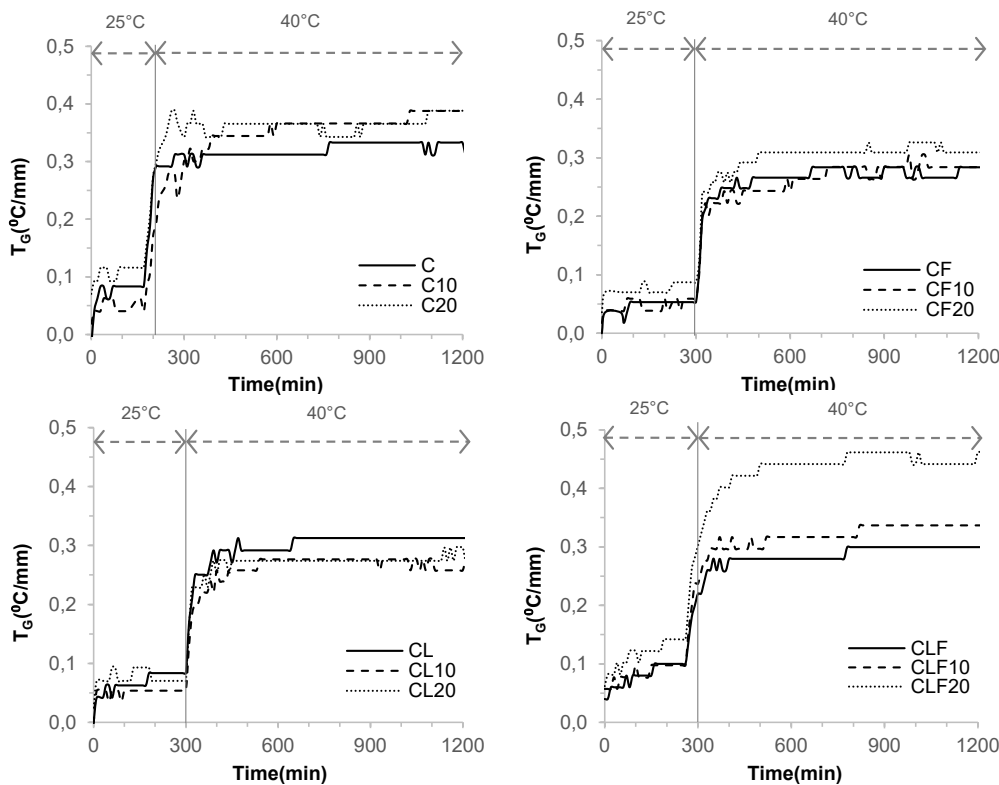 25°C 40°C
0,5
0,4
0,3
0,2
0,1
0,0
T_G(⁰C/mm)
C
C10
C20
0 300 600 900 1200
Time(min)
25°C 40°C
0,5
0,4
0,3
0,2
0,1
0,0
T_G(⁰C/mm)
CF
CF10
CF20
0 300 600 900 1200
Time(min)
25°C 40°C
0,5
0,4
0,3
0,2
0,1
0,0
T_G(⁰C/mm)
CL
CL10
CL20
0 300 600 900 1200
Time(min)
25°C 40°C
0,5
0,4
0,3
0,2
0,1
0,0
T_G(⁰C/mm)
CLF
CLF10
CLF20
0 300 600 900 1200
Time(min)